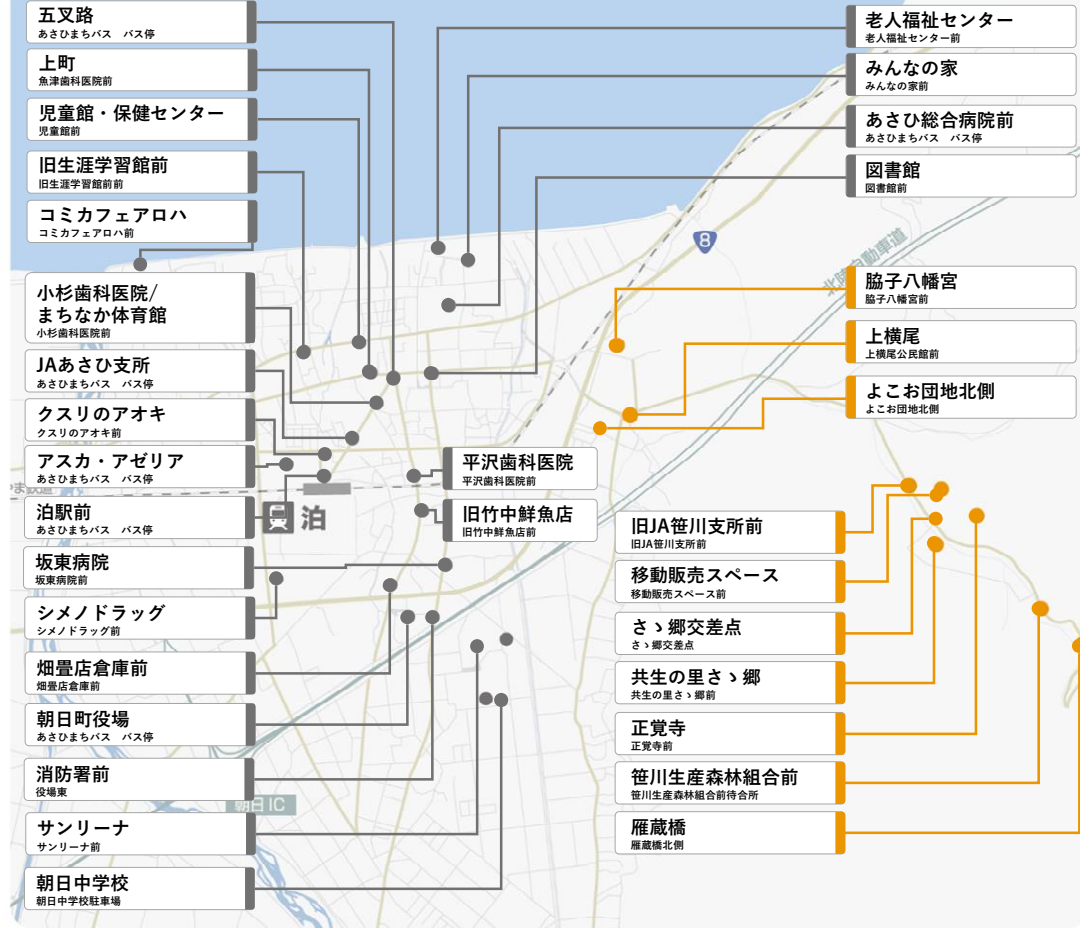 五叉路
あさひまちバス　バス停
上町
魚津歯科医院前
児童館・保健センター
児童館前
旧生涯学習館前
旧生涯学習館前前
コミカフェアロハ
コミカフェアロハ前
小杉歯科医院/
まちなか体育館
小杉歯科医院前
JAあさひ支所
あさひまちバス　バス停
クスリのアオキ
クスリのアオキ前
アスカ・アゼリア
あさひまちバス　バス停
泊駅前
あさひまちバス　バス停
坂東病院
坂東病院前
シメノドラッグ
シメノドラッグ前
畑畳店倉庫前
畑畳店倉庫前
朝日町役場
あさひまちバス　バス停
消防署前
役場東
サンリーナ
サンリーナ前
朝日中学校
朝日中学校駐車場
老人福祉センター
老人福祉センター前
みんなの家
みんなの家前
あさひ総合病院前
あさひまちバス　バス停
図書館
図書館前
8
北陸自動車道
脇子八幡宮
脇子八幡宮前
上横尾
上横尾公民館前
よこお団地北側
よこお団地北側
平沢歯科医院
平沢歯科医院前
旧竹中鮮魚店
旧竹中鮮魚店前
泊
やま鉄道
朝日IC
旧JA笹川支所前
旧JA笹川支所前
移動販売スペース
移動販売スペース前
さゝ郷交差点
さゝ郷交差点
共生の里さゝ郷
共生の里さゝ郷前
正覚寺
正覚寺前
笹川生産森林組合前
笹川生産森林組合前待合所
雁蔵橋
雁蔵橋北側